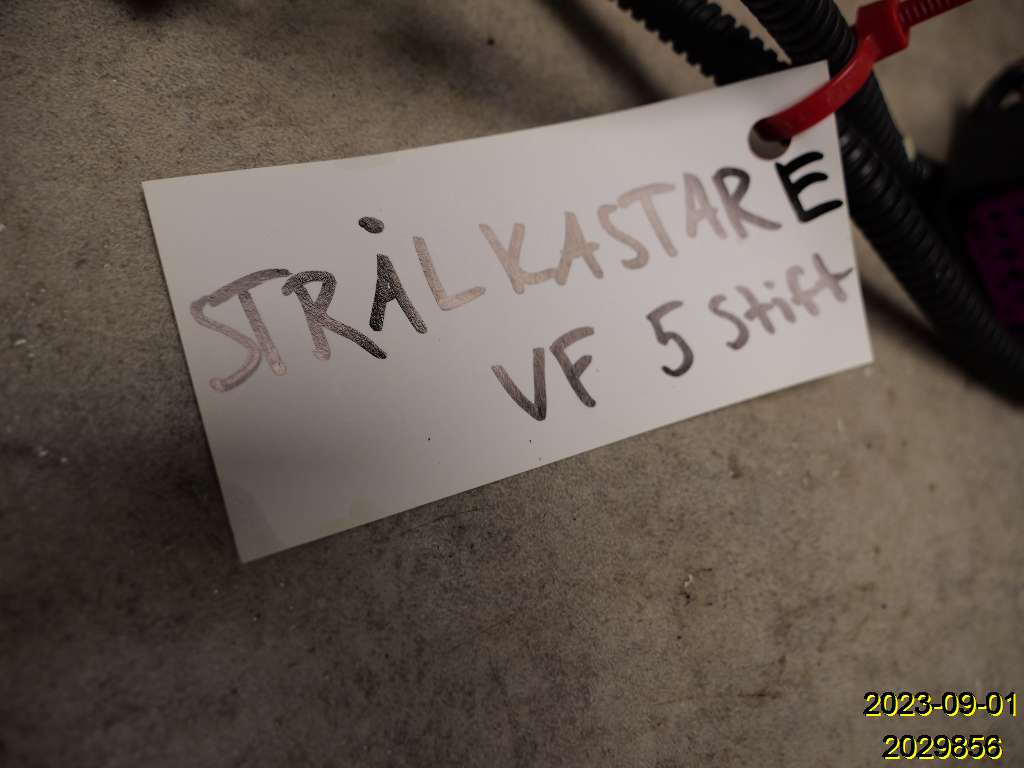 STRÅLKASTARE
VF 5 Stift
2023-09-01
2029856